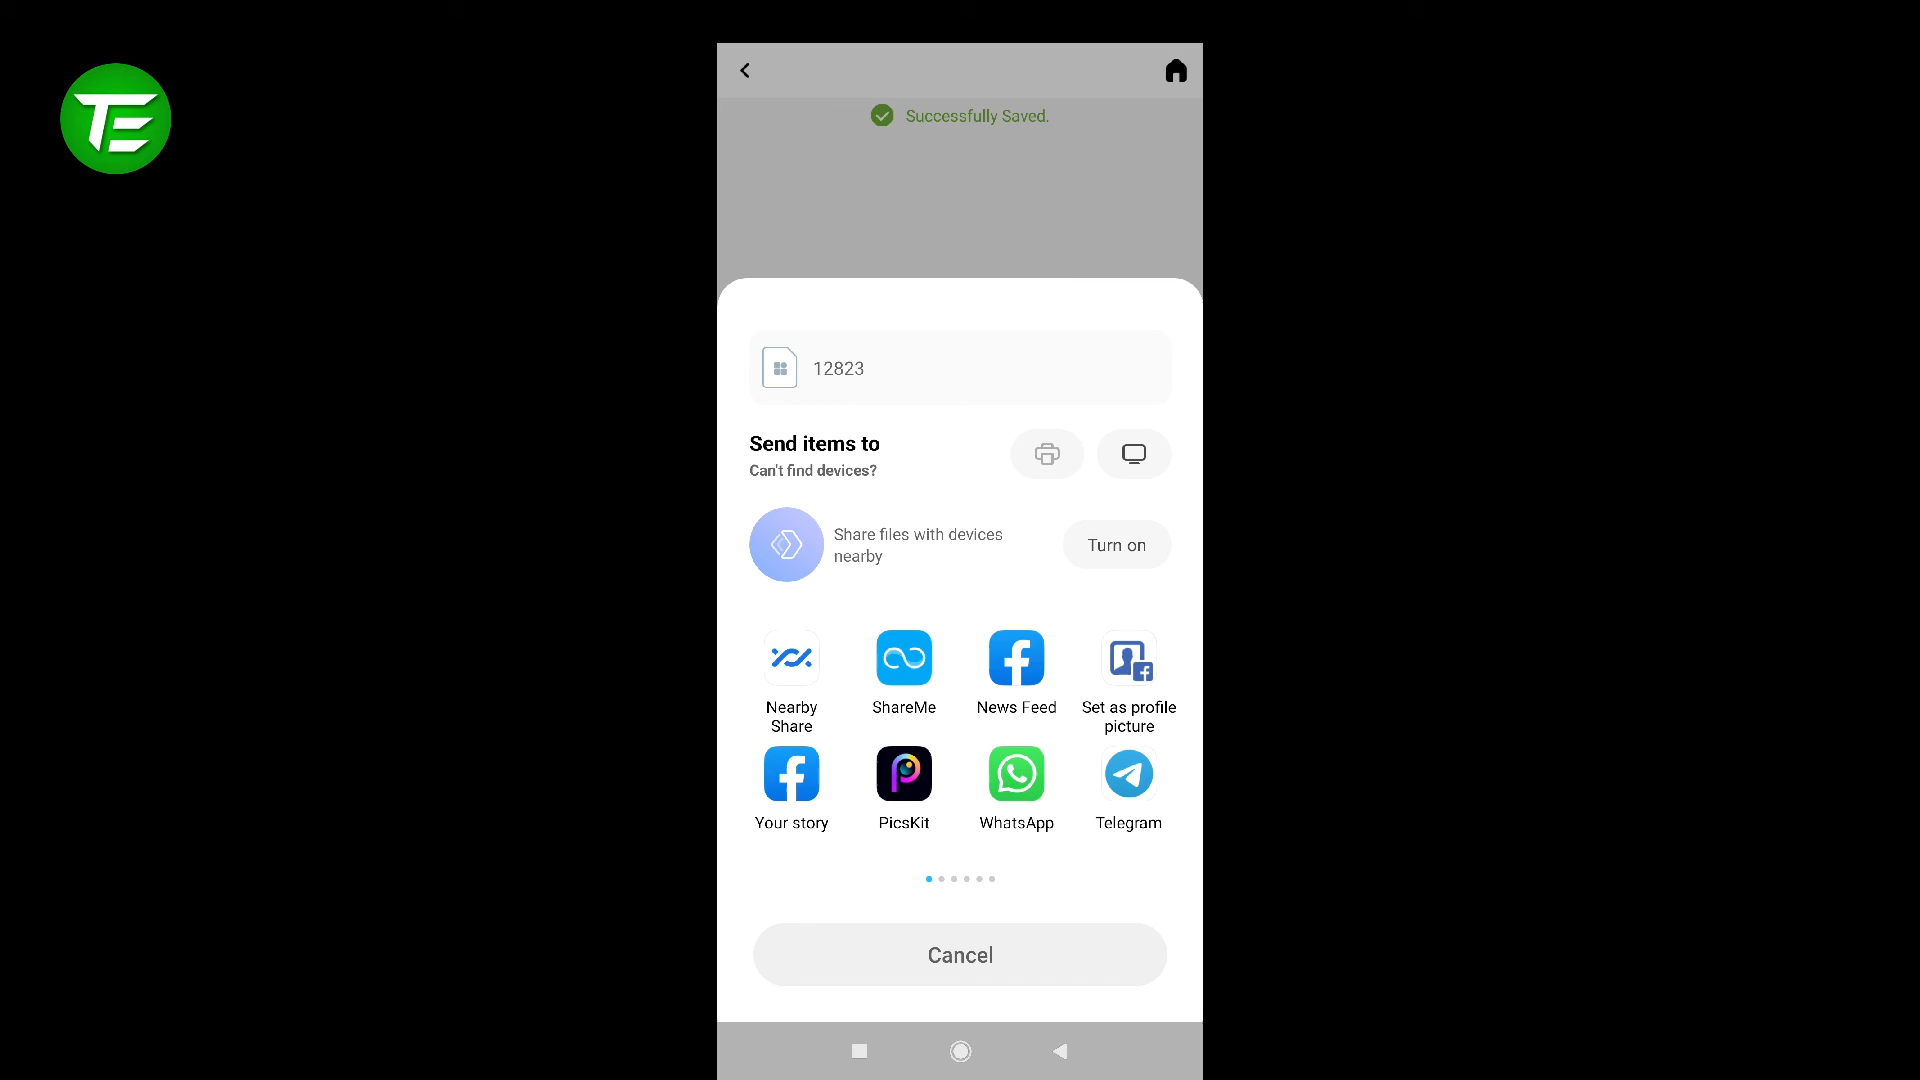 TE
Successfully Saved.
12823
Send items to
Can't find devices?
Share files with devices
nearby
Turn on
Nearby
Share
ShareMe
News Feed
Set as profile
picture
Your story
PicsKit
WhatsApp
Telegram
Cancel